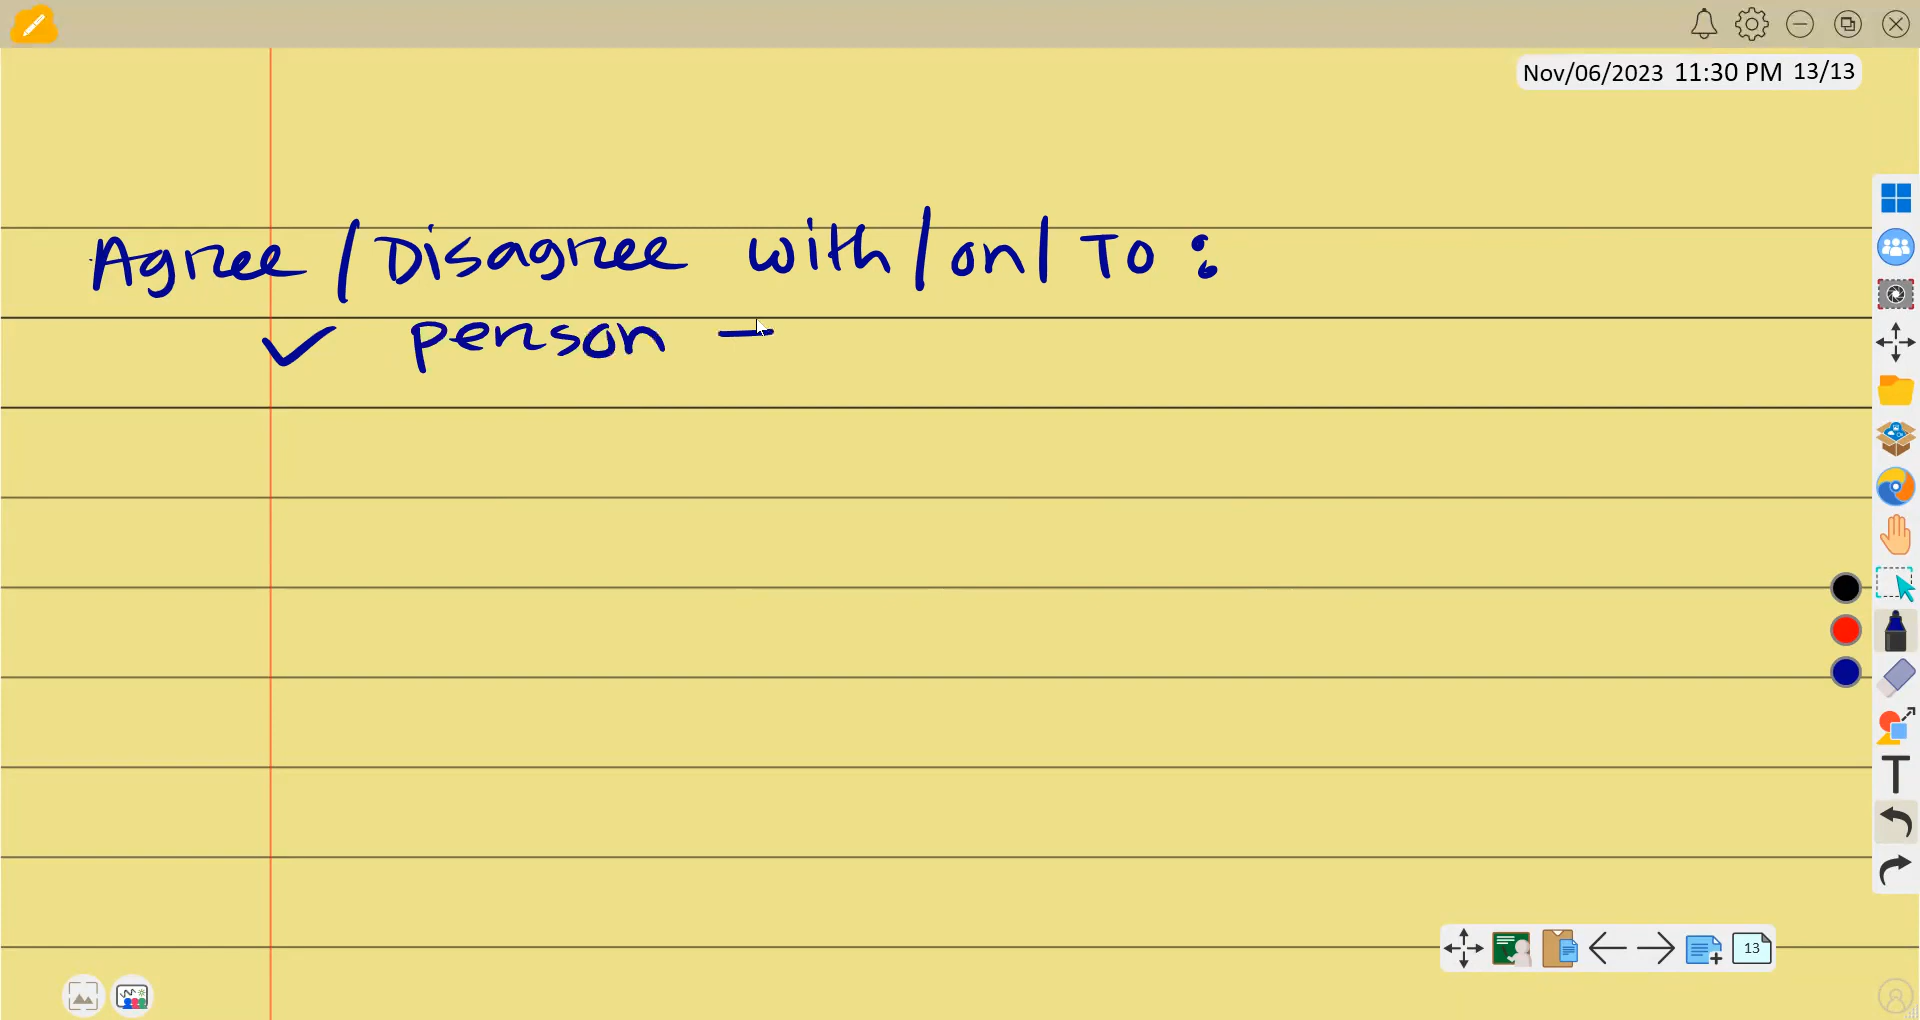 Nov/06/2023 11:30 PM 13/13
Agree / Disagree with / on / To :
✓ person —
T
13